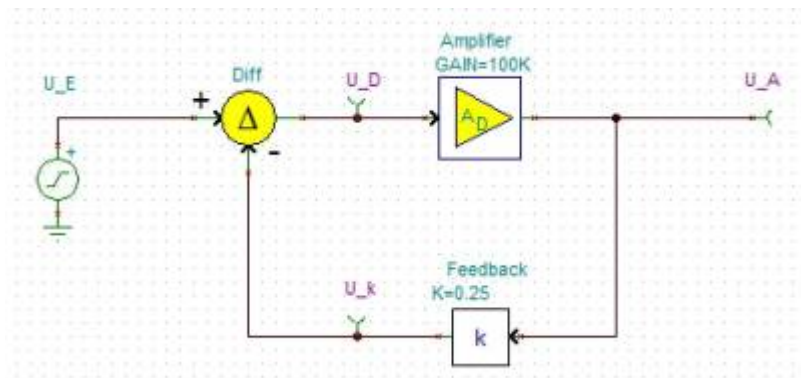 Amplifier
GAIN=100K
U_E
Diff
U_D
U_A
+
+
Δ
A_D
-
Feedback
K=0.25
U_k
k